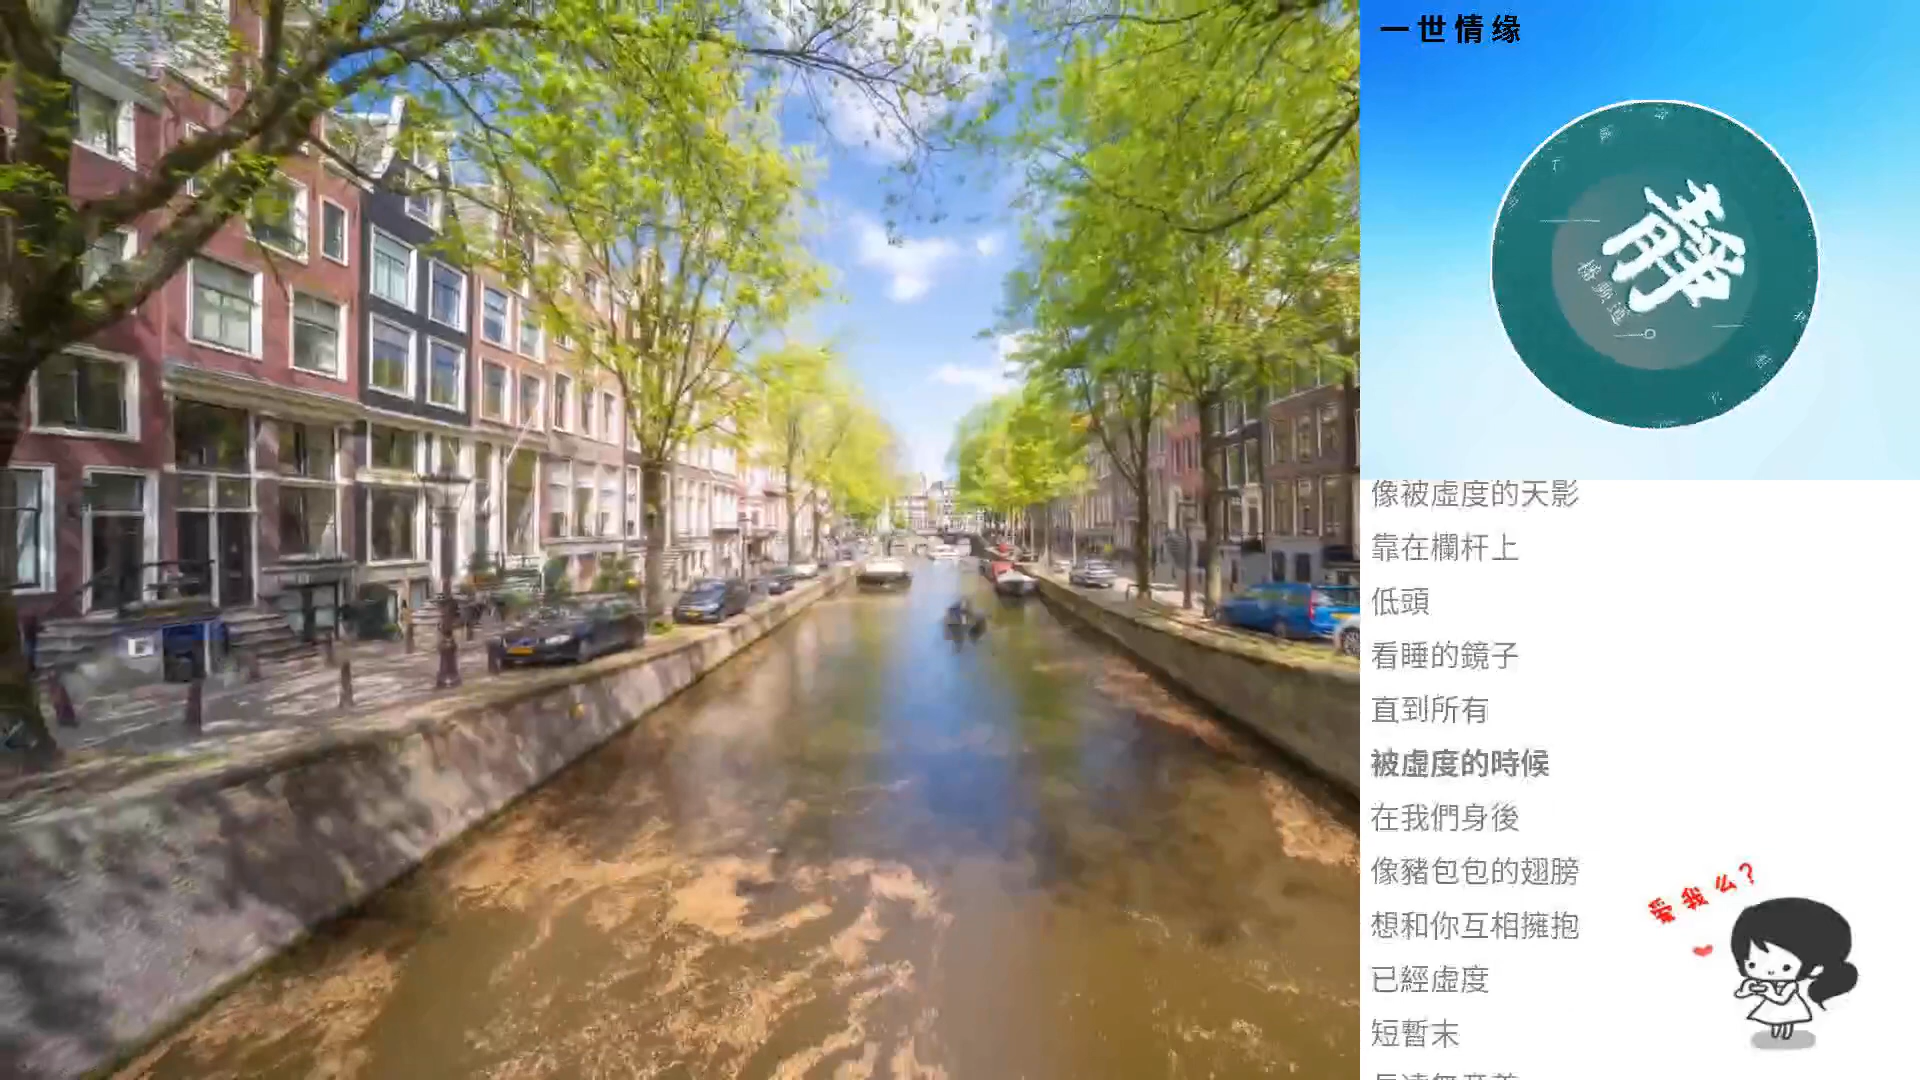 一世情缘
靜
像被虛度的天影
靠在欄杆上
低頭
看睡的鏡子
直到所有
被虛度的時候
在我們身後
像豬包包的翅膀
想和你互相擁抱
已經虛度
短暫末
爱我么?